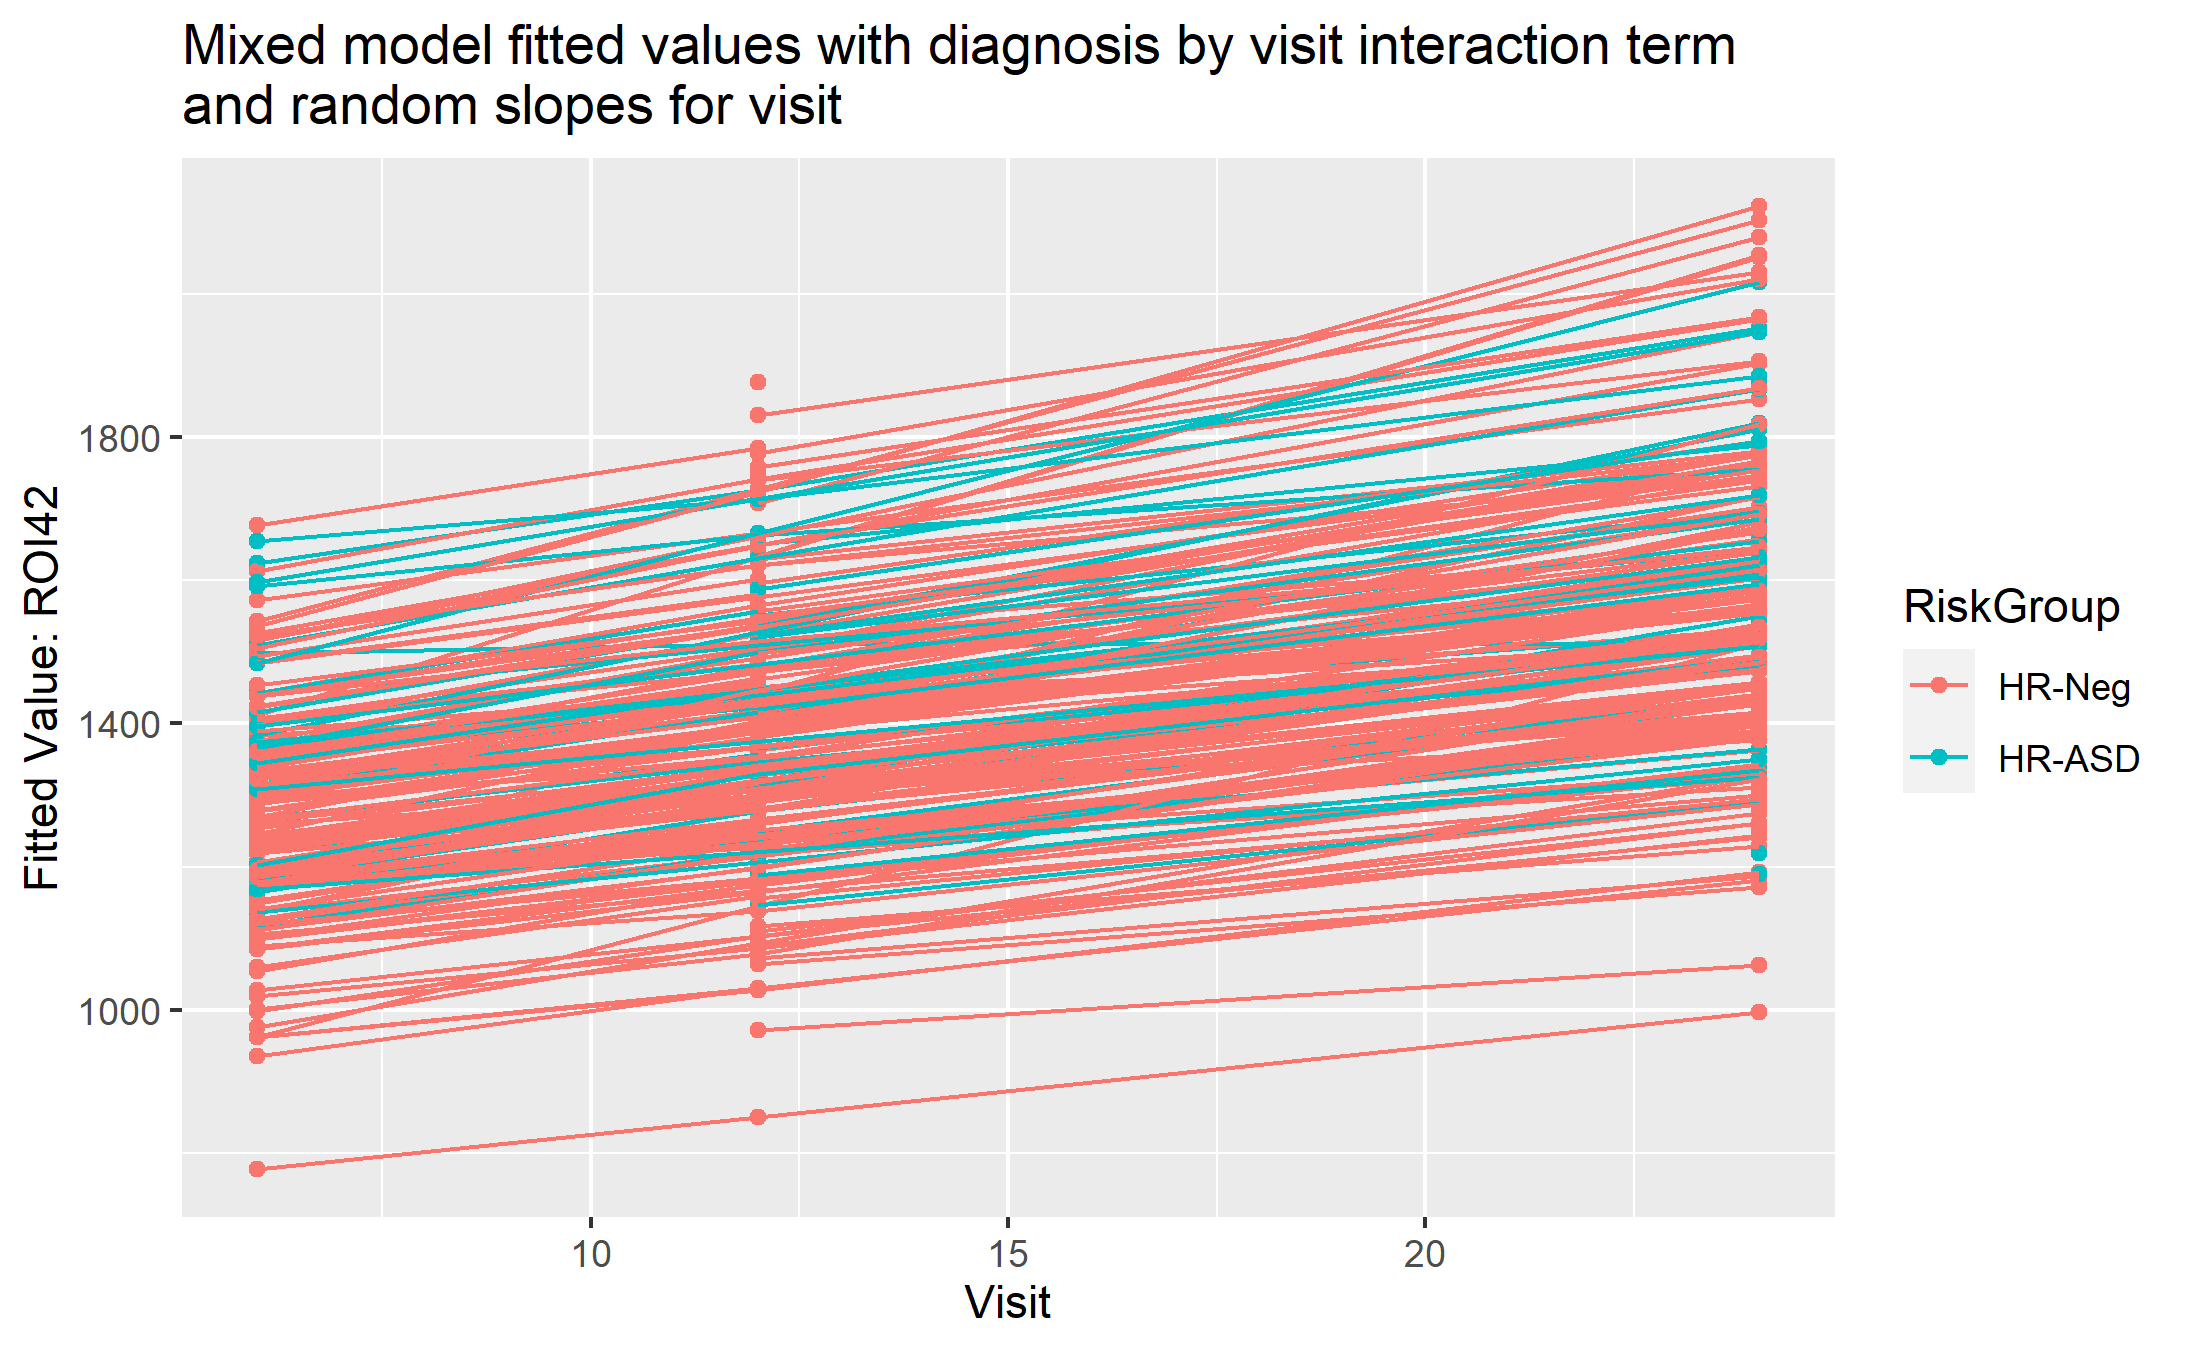 Mixed model fitted values with diagnosis by visit interaction term
and random slopes for visit
Fitted Value: ROI42
1800
1400
1000
10
15
20
Visit
RiskGroup
HR-Neg
HR-ASD